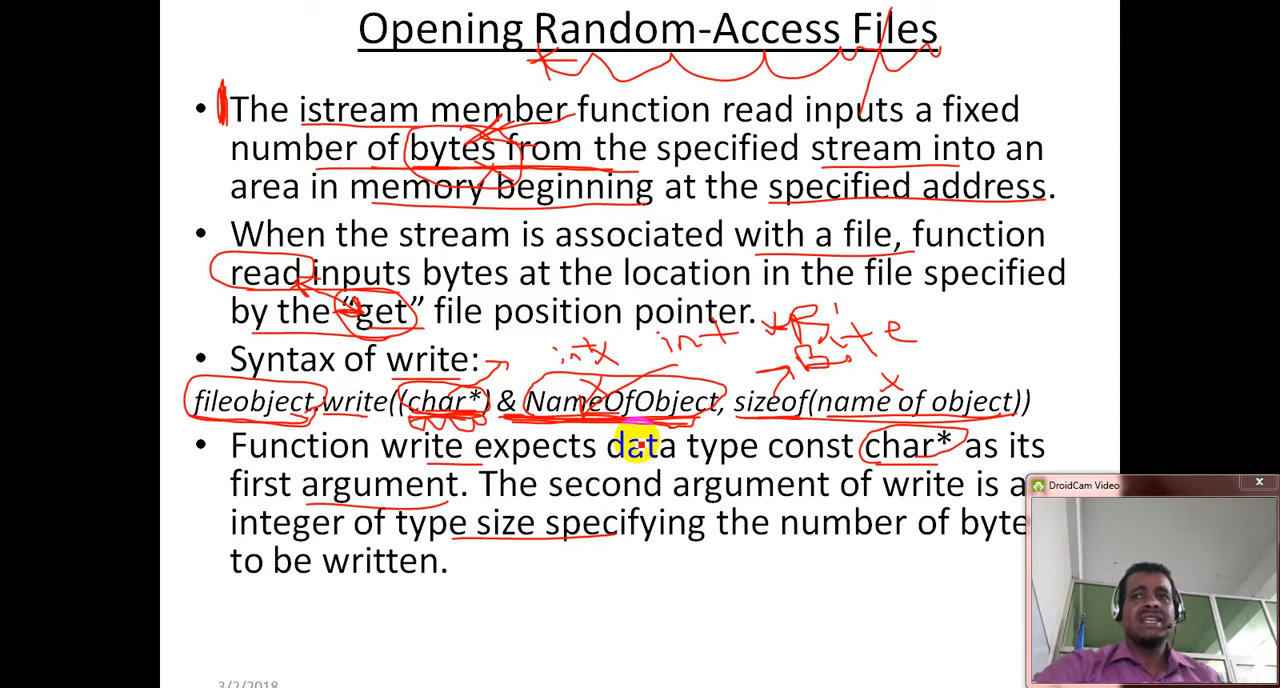 Opening Random-Access Files
• The istream member function read inputs a fixed
number of bytes from the specified stream into an
area in memory beginning at the specified address.
• When the stream is associated with a file, function
read inputs bytes at the location in the file specified
by the "get" file position pointer.
int x
int
• Syntax of write:
fileobject.write((char*) & NameOfObject, sizeof(name of object))
x
• Function write expects data type const char* as its
first argument. The second argument of write is a
integer of type size specifying the number of byte
to be written.
DroidCam Video
3/2/2018